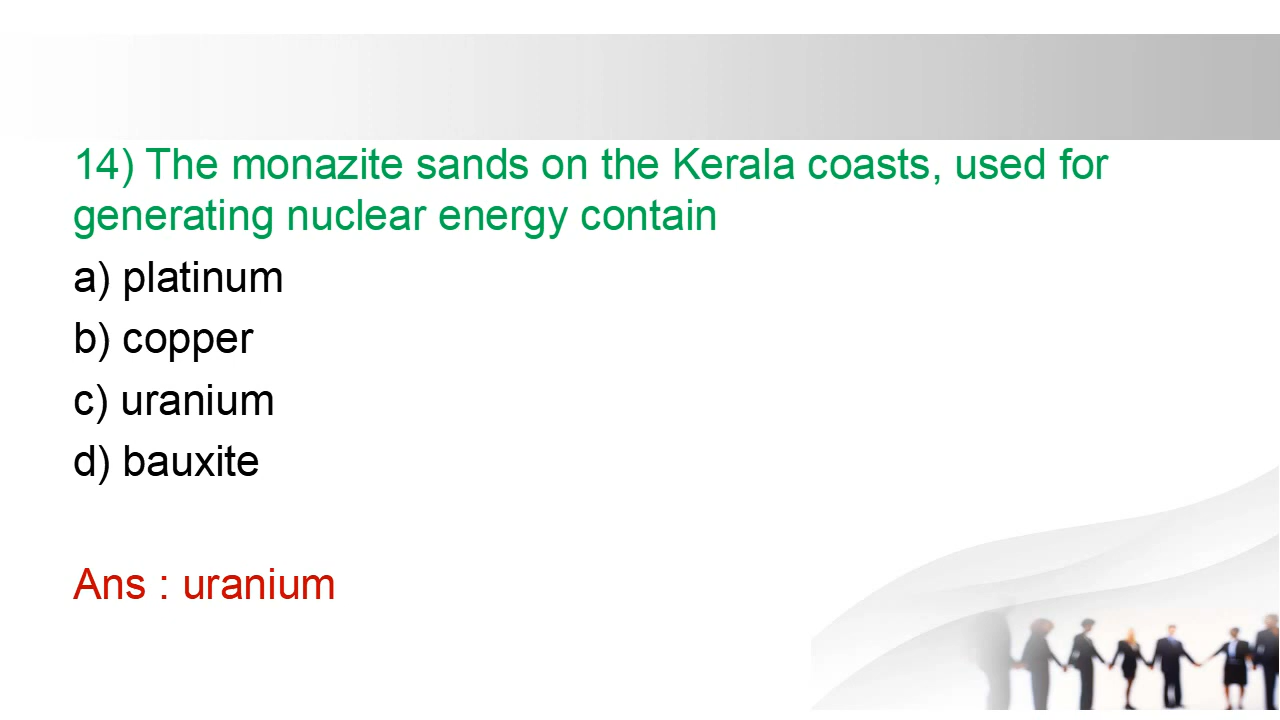 14) The monazite sands on the Kerala coasts, used for
generating nuclear energy contain
a) platinum
b) copper
c) uranium
d) bauxite
Ans : uranium